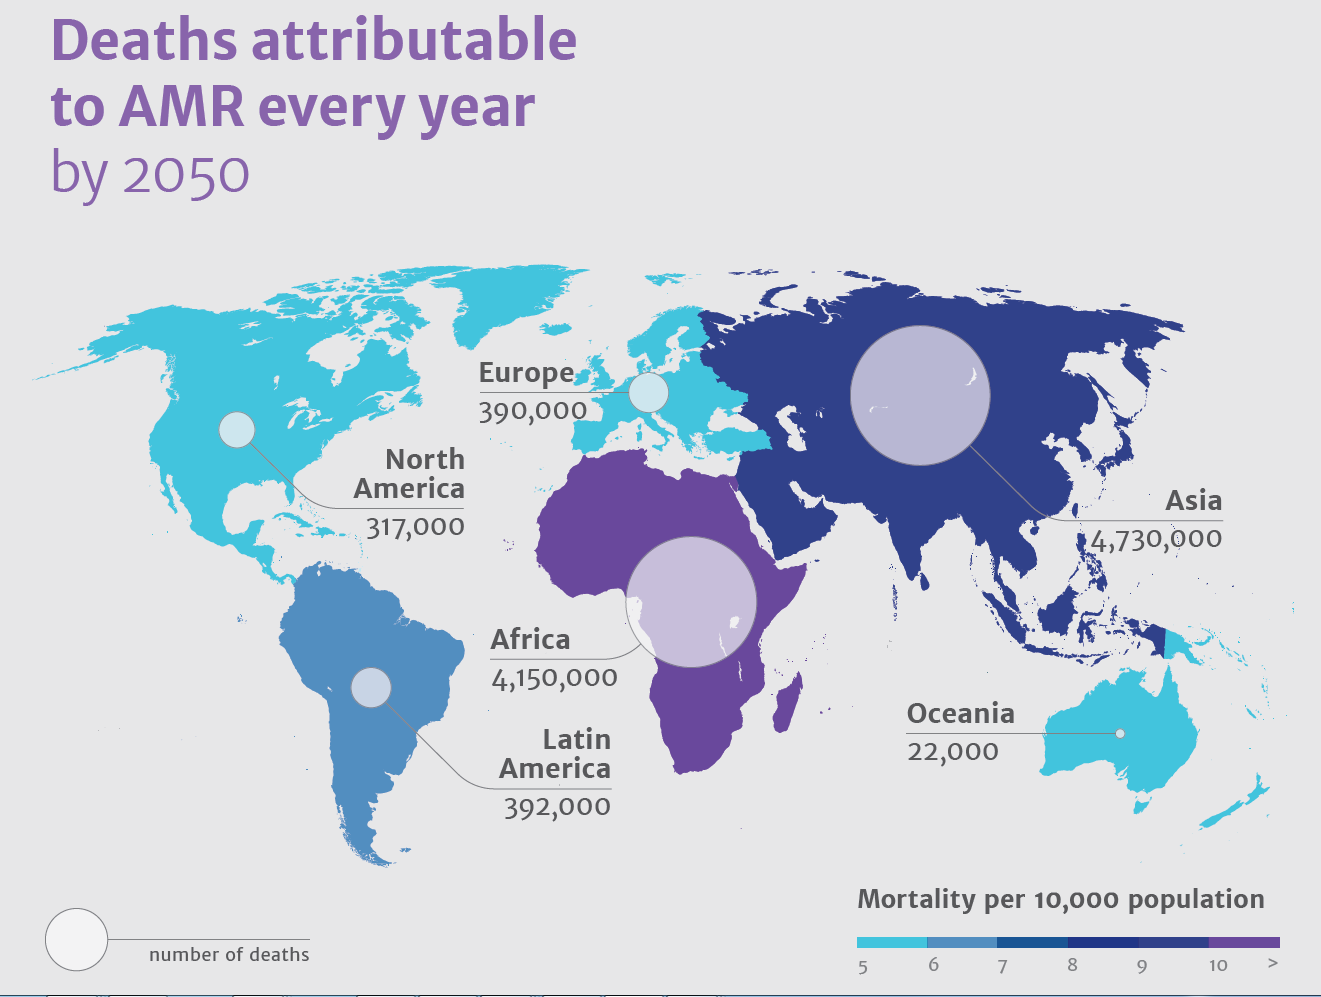 Deaths attributable
to AMR every year
by 2050
Europe
390,000
North
America
317,000
Asia
4,730,000
Africa
4,150,000
Oceania
22,000
Latin
America
392,000
Mortality per 10,000 population
5 6 7 8 9 10 >
number of deaths